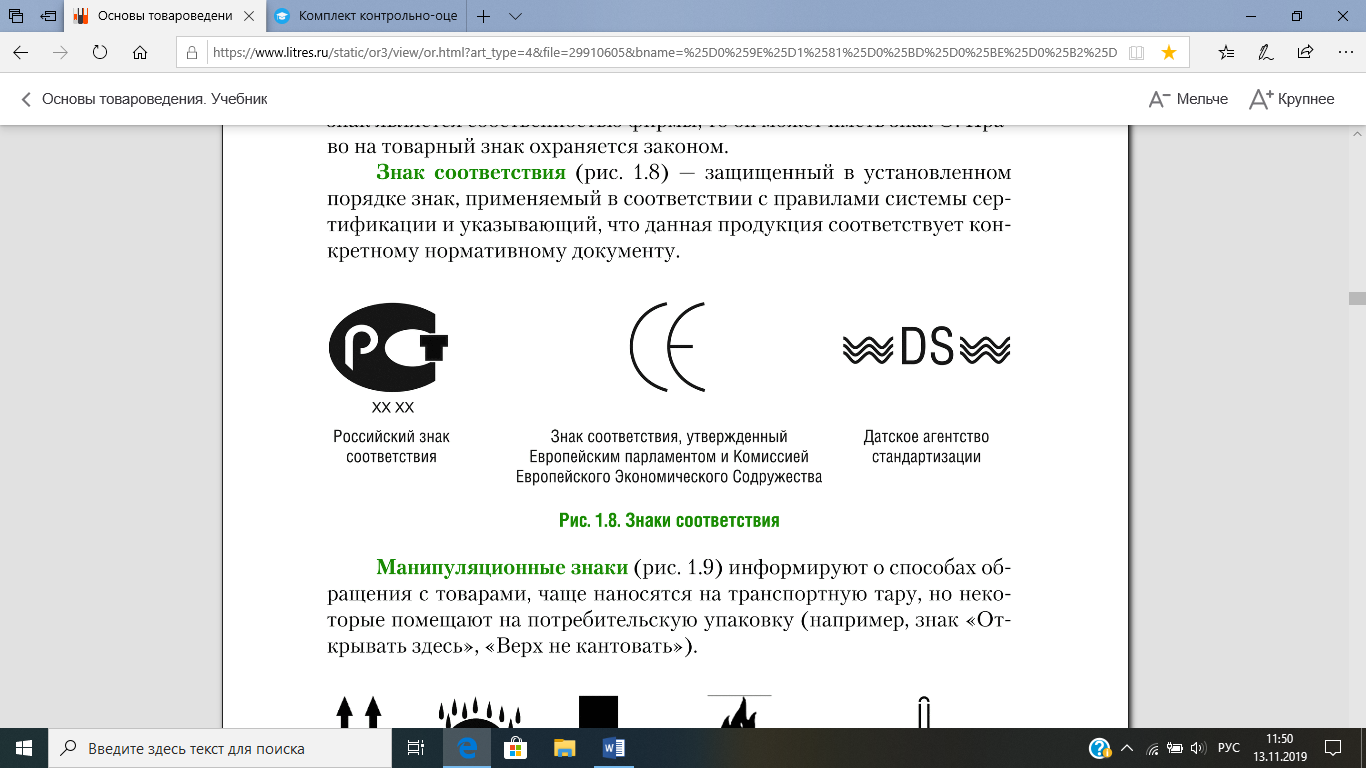 Основы товароведени
Комплект контрольно-оце
https://www.litres.ru/static/or3/view/or.html?art_type=4&file=29910605&bname=%25D0%259E%25D1%2581%25D0%25BD%25D0%25BE%25D0%25B2%25D
Основы товароведения. Учебник
А− Мельче
А+ Крупнее
во на товарный знак охраняется законом.
Знак соответствия (рис. 1.8) — защищенный в установленном
порядке знак, применяемый в соответствии с правилами системы сер-
тификации и указывающий, что данная продукция соответствует кон-
кретному нормативному документу.
РСТ
CE
DS
XX XX
Российский знак
соответствия
Знак соответствия, утвержденный
Европейским парламентом и Комиссией
Европейского Экономического Содружества
Датское агентство
стандартизации
Рис. 1.8. Знаки соответствия
Манипуляционные знаки (рис. 1.9) информируют о способах об-
ращения с товарами, чаще наносятся на транспортную тару, но неко-
торые помещают на потребительскую упаковку (например, знак «От-
крывать здесь», «Верх не кантовать»).
Введите здесь текст для поиска
РУС
11:50
13.11.2019